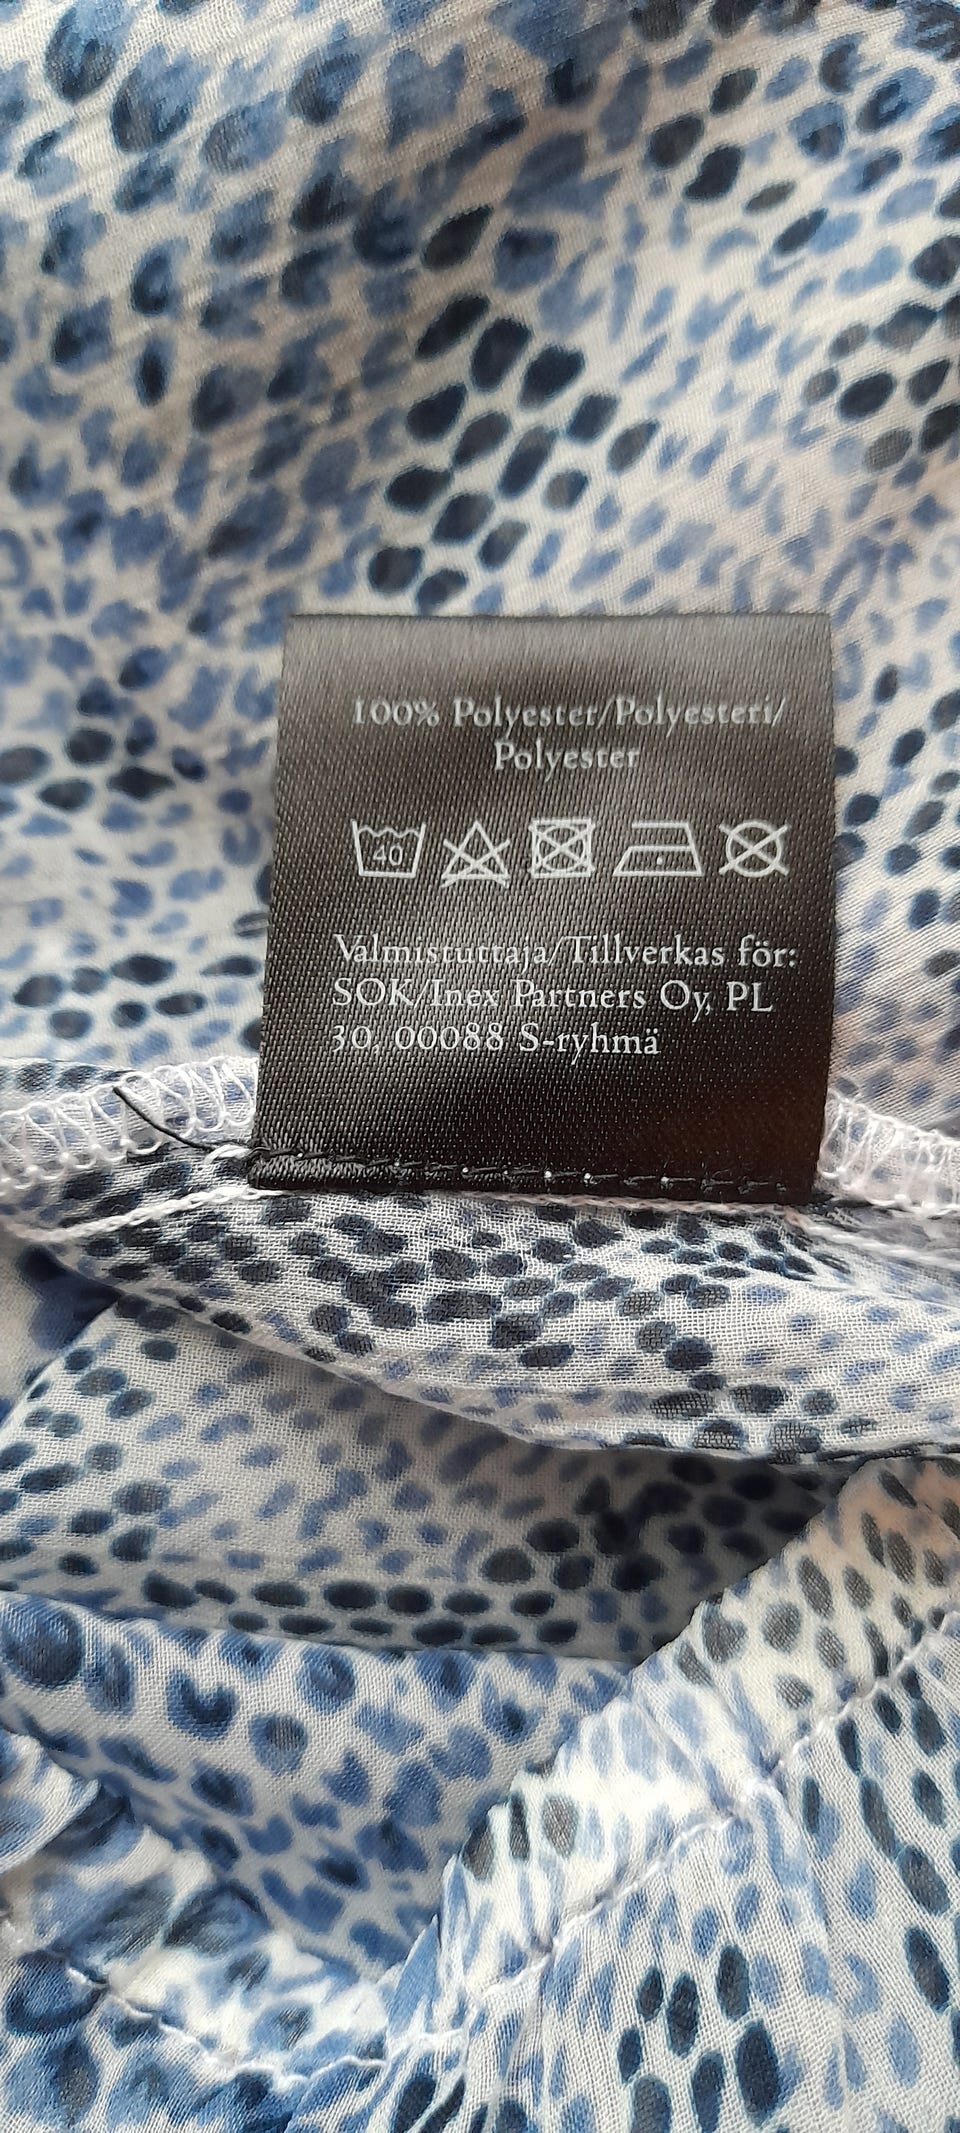 100% Polyester/Polyesteri/
Polyester
40
Valmistuttaja/Tillverkas för:
SOK/Inex Partners Oy, PL
30, 00088 S-ryhmä